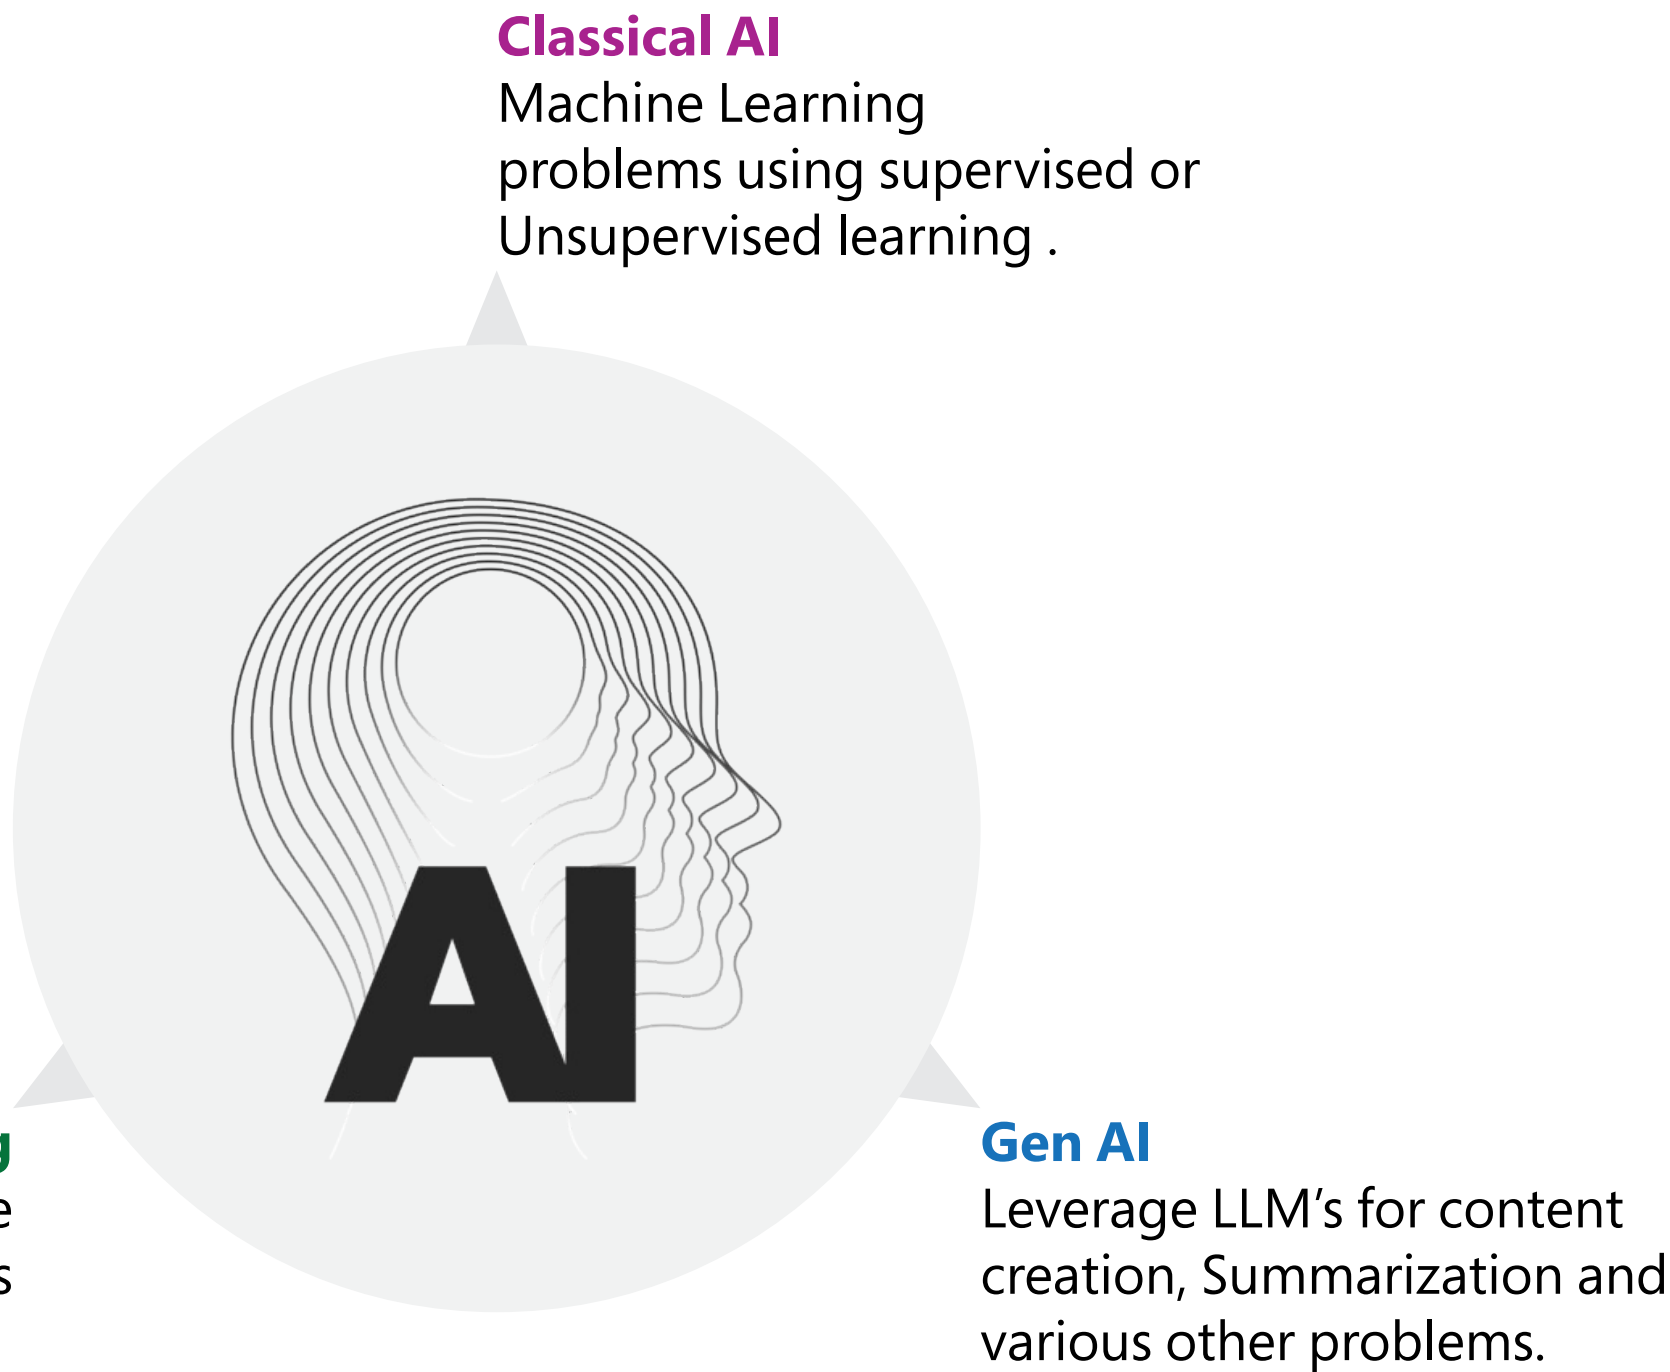 Classical AI
Machine Learning
problems using supervised or
Unsupervised learning .
AI
Gen AI
Leverage LLM’s for content
creation, Summarization and
various other problems.